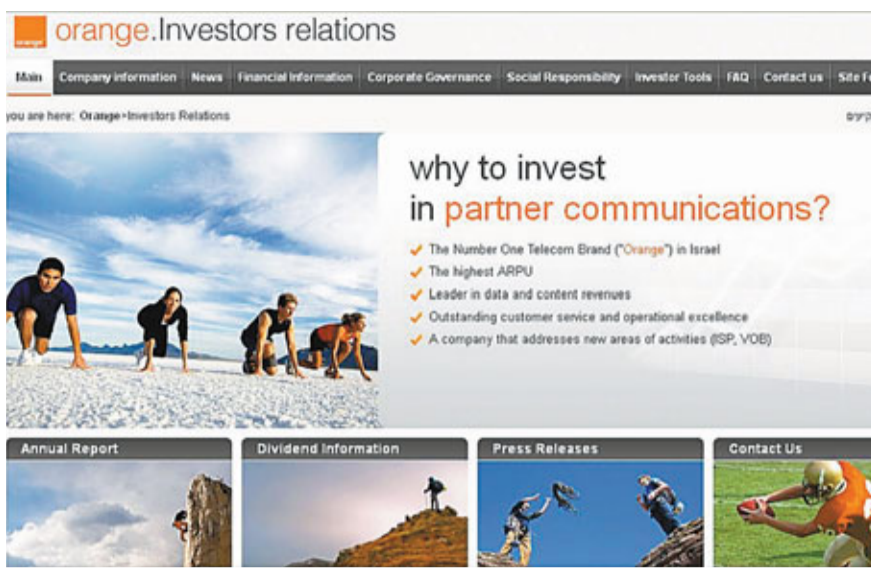 orange
orange.Investors relations
Main Company information News Financial Information Corporate Governance Social Responsibility Investor Tools FAQ Contact us Site
you are here: Orange>Investors Relations
why to invest
in partner communications?
The Number One Telecom Brand ("Orange") in Israel
The highest ARPU
Leader in data and content revenues
Outstanding customer service and operational excellence
A company that addresses new areas of activities (ISP, VOB)
Annual Report Dividend Information Press Releases Contact Us